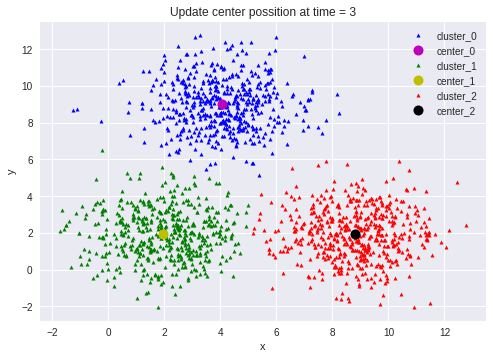 Update center possition at time = 3
cluster_0
center_0
cluster_1
center_1
cluster_2
center_2
12
10
8
6
4
2
0
−2
y
−2 0 2 4 6 8 10 12
x